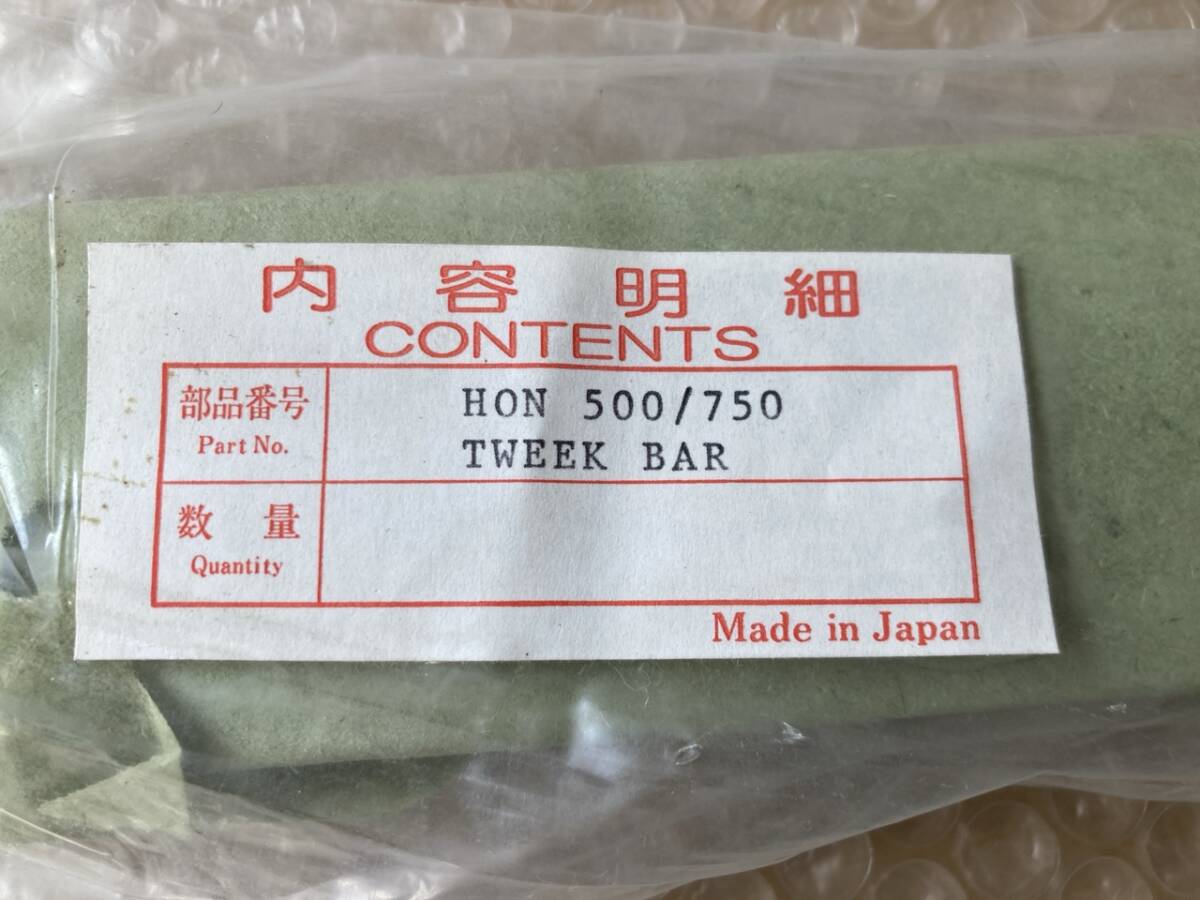 内容明細
CONTENTS
部品番号
Part No.
HON 500/750
TWEEK BAR
数量
Quantity
Made in Japan